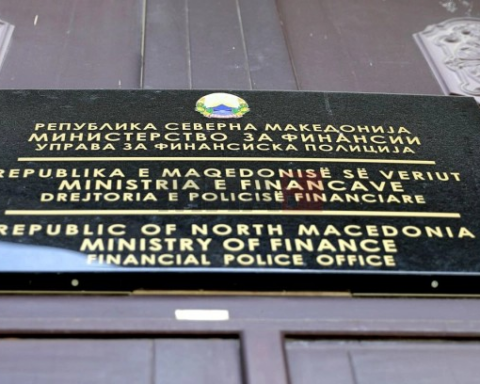 РЕПУБЛИКА СЕВЕРНА МАКЕДОНИЈА
МИНИСТЕРСТВО ЗА ФИНАНСИИ
УПРАВА ЗА ФИНАНСИСКА ПОЛИЦИЈА
REPUBLIKA E MAQEDONISË SË VERIUT
MINISTRIA E FINANCAVE
DREJTORIA E POLICISË FINANCIARE
REPUBLIC OF NORTH MACEDONIA
MINISTRY OF FINANCE
FINANCIAL POLICE OFFICE